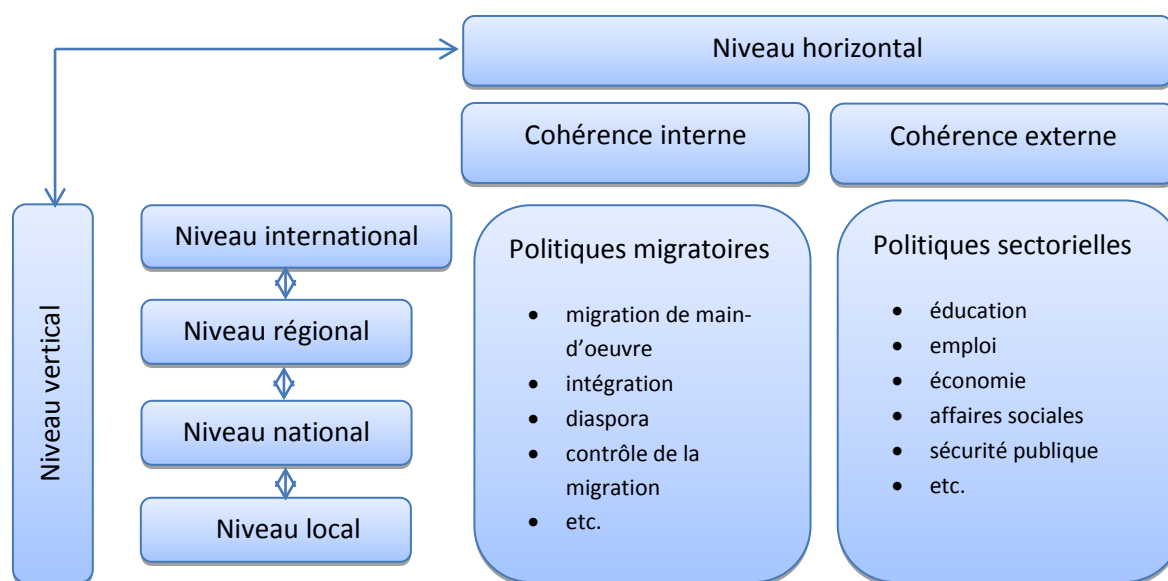 Niveau horizontal
Cohérence interne
Cohérence externe
Niveau vertical
Niveau international
Niveau régional
Niveau national
Niveau local
Politiques migratoires
• migration de main-
d’oeuvre
• intégration
• diaspora
• contrôle de la
migration
• etc.
Politiques sectorielles
• éducation
• emploi
• économie
• affaires sociales
• sécurité publique
• etc.